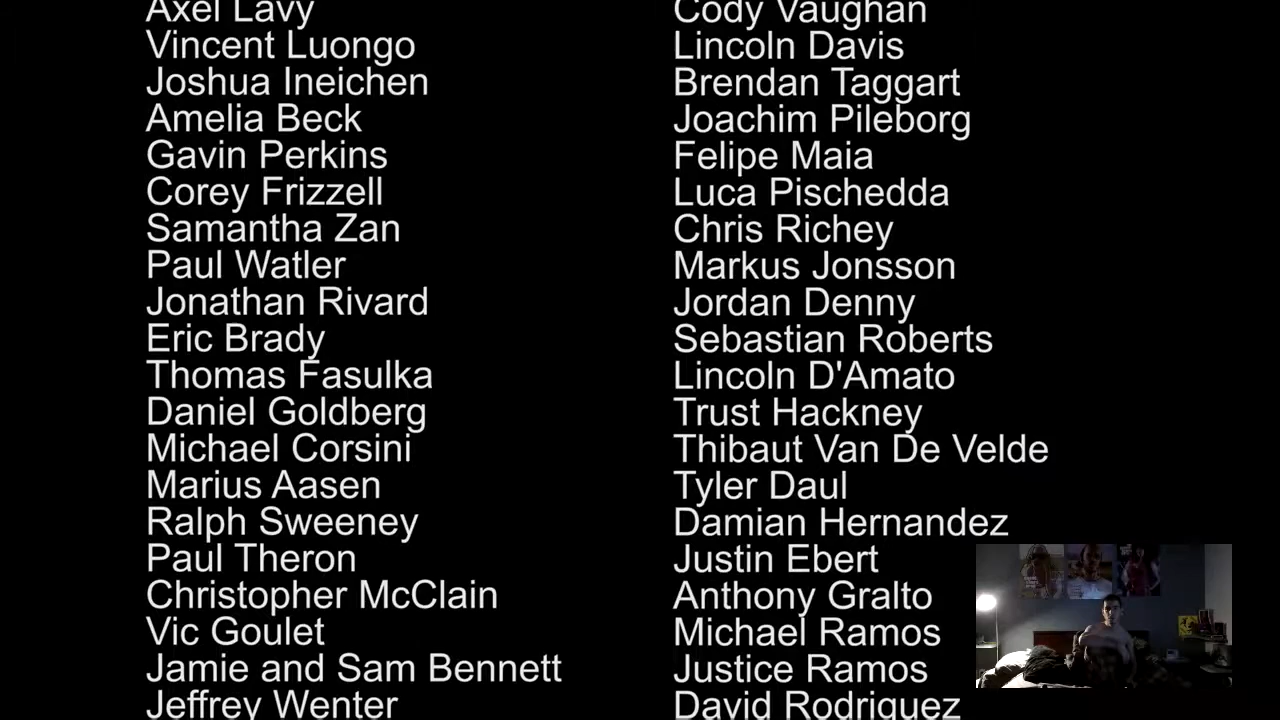 Axel Lavy
Vincent Luongo
Joshua Ineichen
Amelia Beck
Gavin Perkins
Corey Frizzell
Samantha Zan
Paul Watler
Jonathan Rivard
Eric Brady
Thomas Fasulka
Daniel Goldberg
Michael Corsini
Marius Aasen
Ralph Sweeney
Paul Theron
Christopher McClain
Vic Goulet
Jamie and Sam Bennett
Jeffrey Wenter
Cody Vaughan
Lincoln Davis
Brendan Taggart
Joachim Pileborg
Felipe Maia
Luca Pischedda
Chris Richey
Markus Jonsson
Jordan Denny
Sebastian Roberts
Lincoln D'Amato
Trust Hackney
Thibaut Van De Velde
Tyler Daul
Damian Hernandez
Justin Ebert
Anthony Gralto
Michael Ramos
Justice Ramos
David Rodriguez